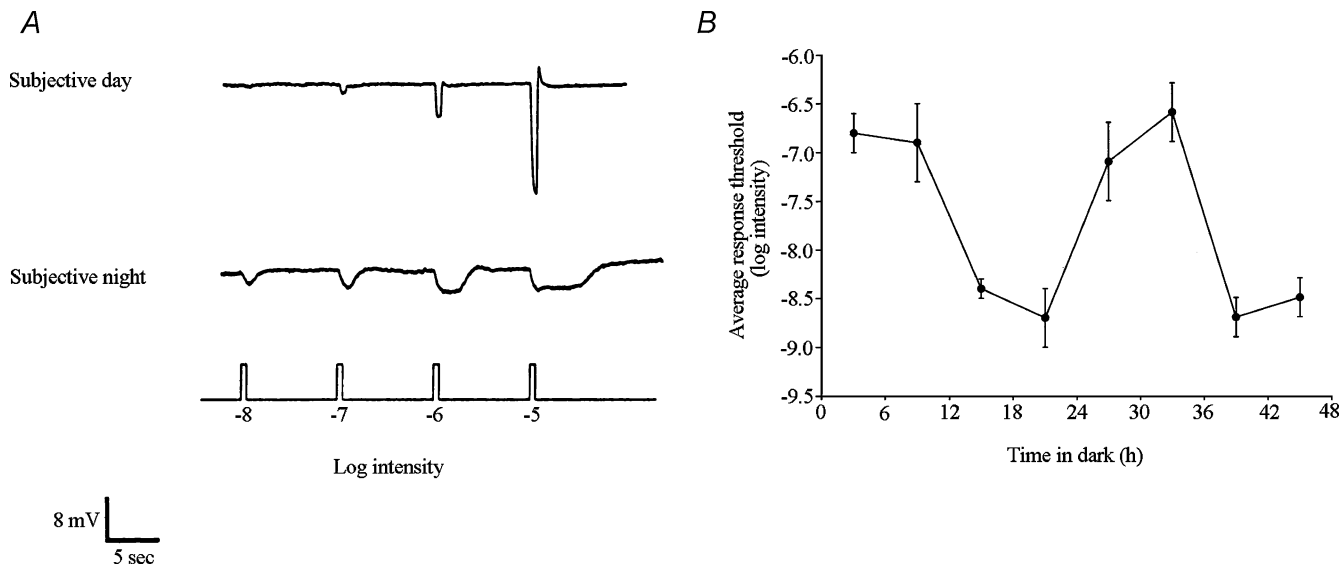 A
Subjective day
Subjective night
-8 -7 -6 -5
Log intensity
8 mV
5 sec
B
Average response threshold
(log intensity)
-6.0
-6.5
-7.0
-7.5
-8.0
-8.5
-9.0
-9.5
0 6 12 18 24 30 36 42 48
Time in dark (h)